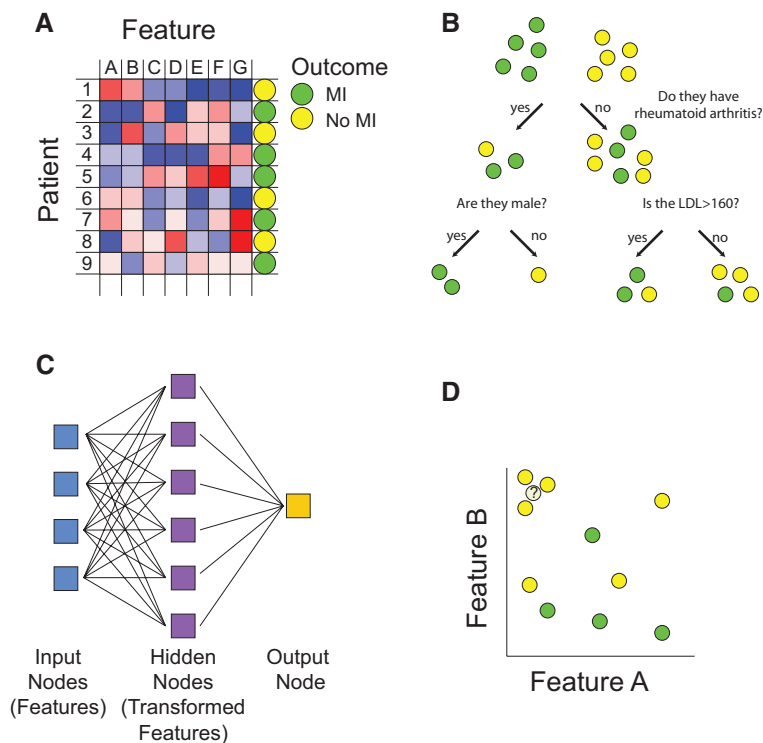 A
Feature
A B C D E F G
Outcome
MI
No MI
Patient
1
2
3
4
5
6
7
8
9
B
yes
no
Do they have
rheumatoid arthritis?
Are they male?
Is the LDL>160?
yes
no
yes
no
C
Input
Nodes
(Features)
Hidden
Nodes
(Transformed
Features)
Output
Node
D
?
Feature B
Feature A